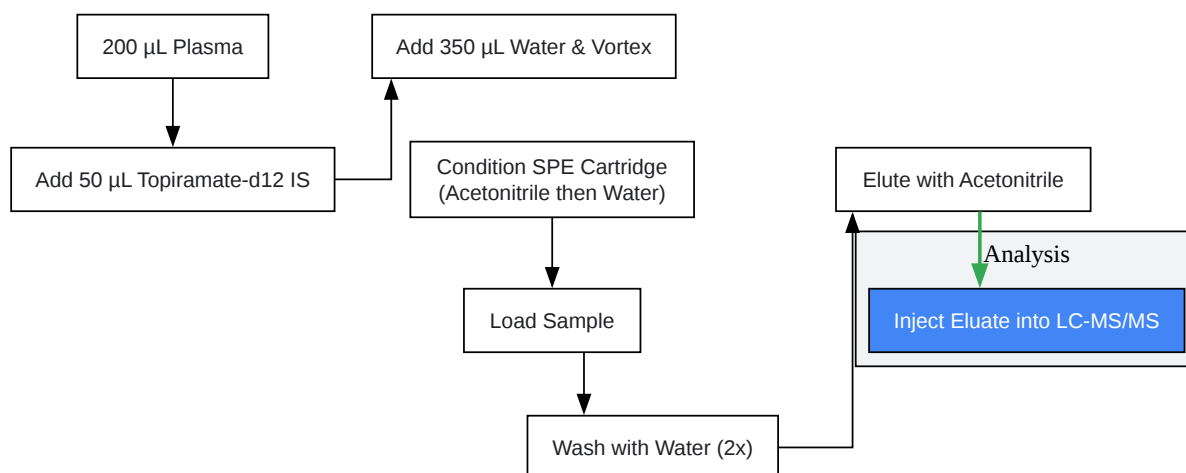 200 µL Plasma
Add 350 µL Water & Vortex
Add 50 µL Topiramate-d12 IS
Condition SPE Cartridge
(Acetonitrile then Water)
Elute with Acetonitrile
Analysis
Load Sample
Inject Eluate into LC-MS/MS
Wash with Water (2x)